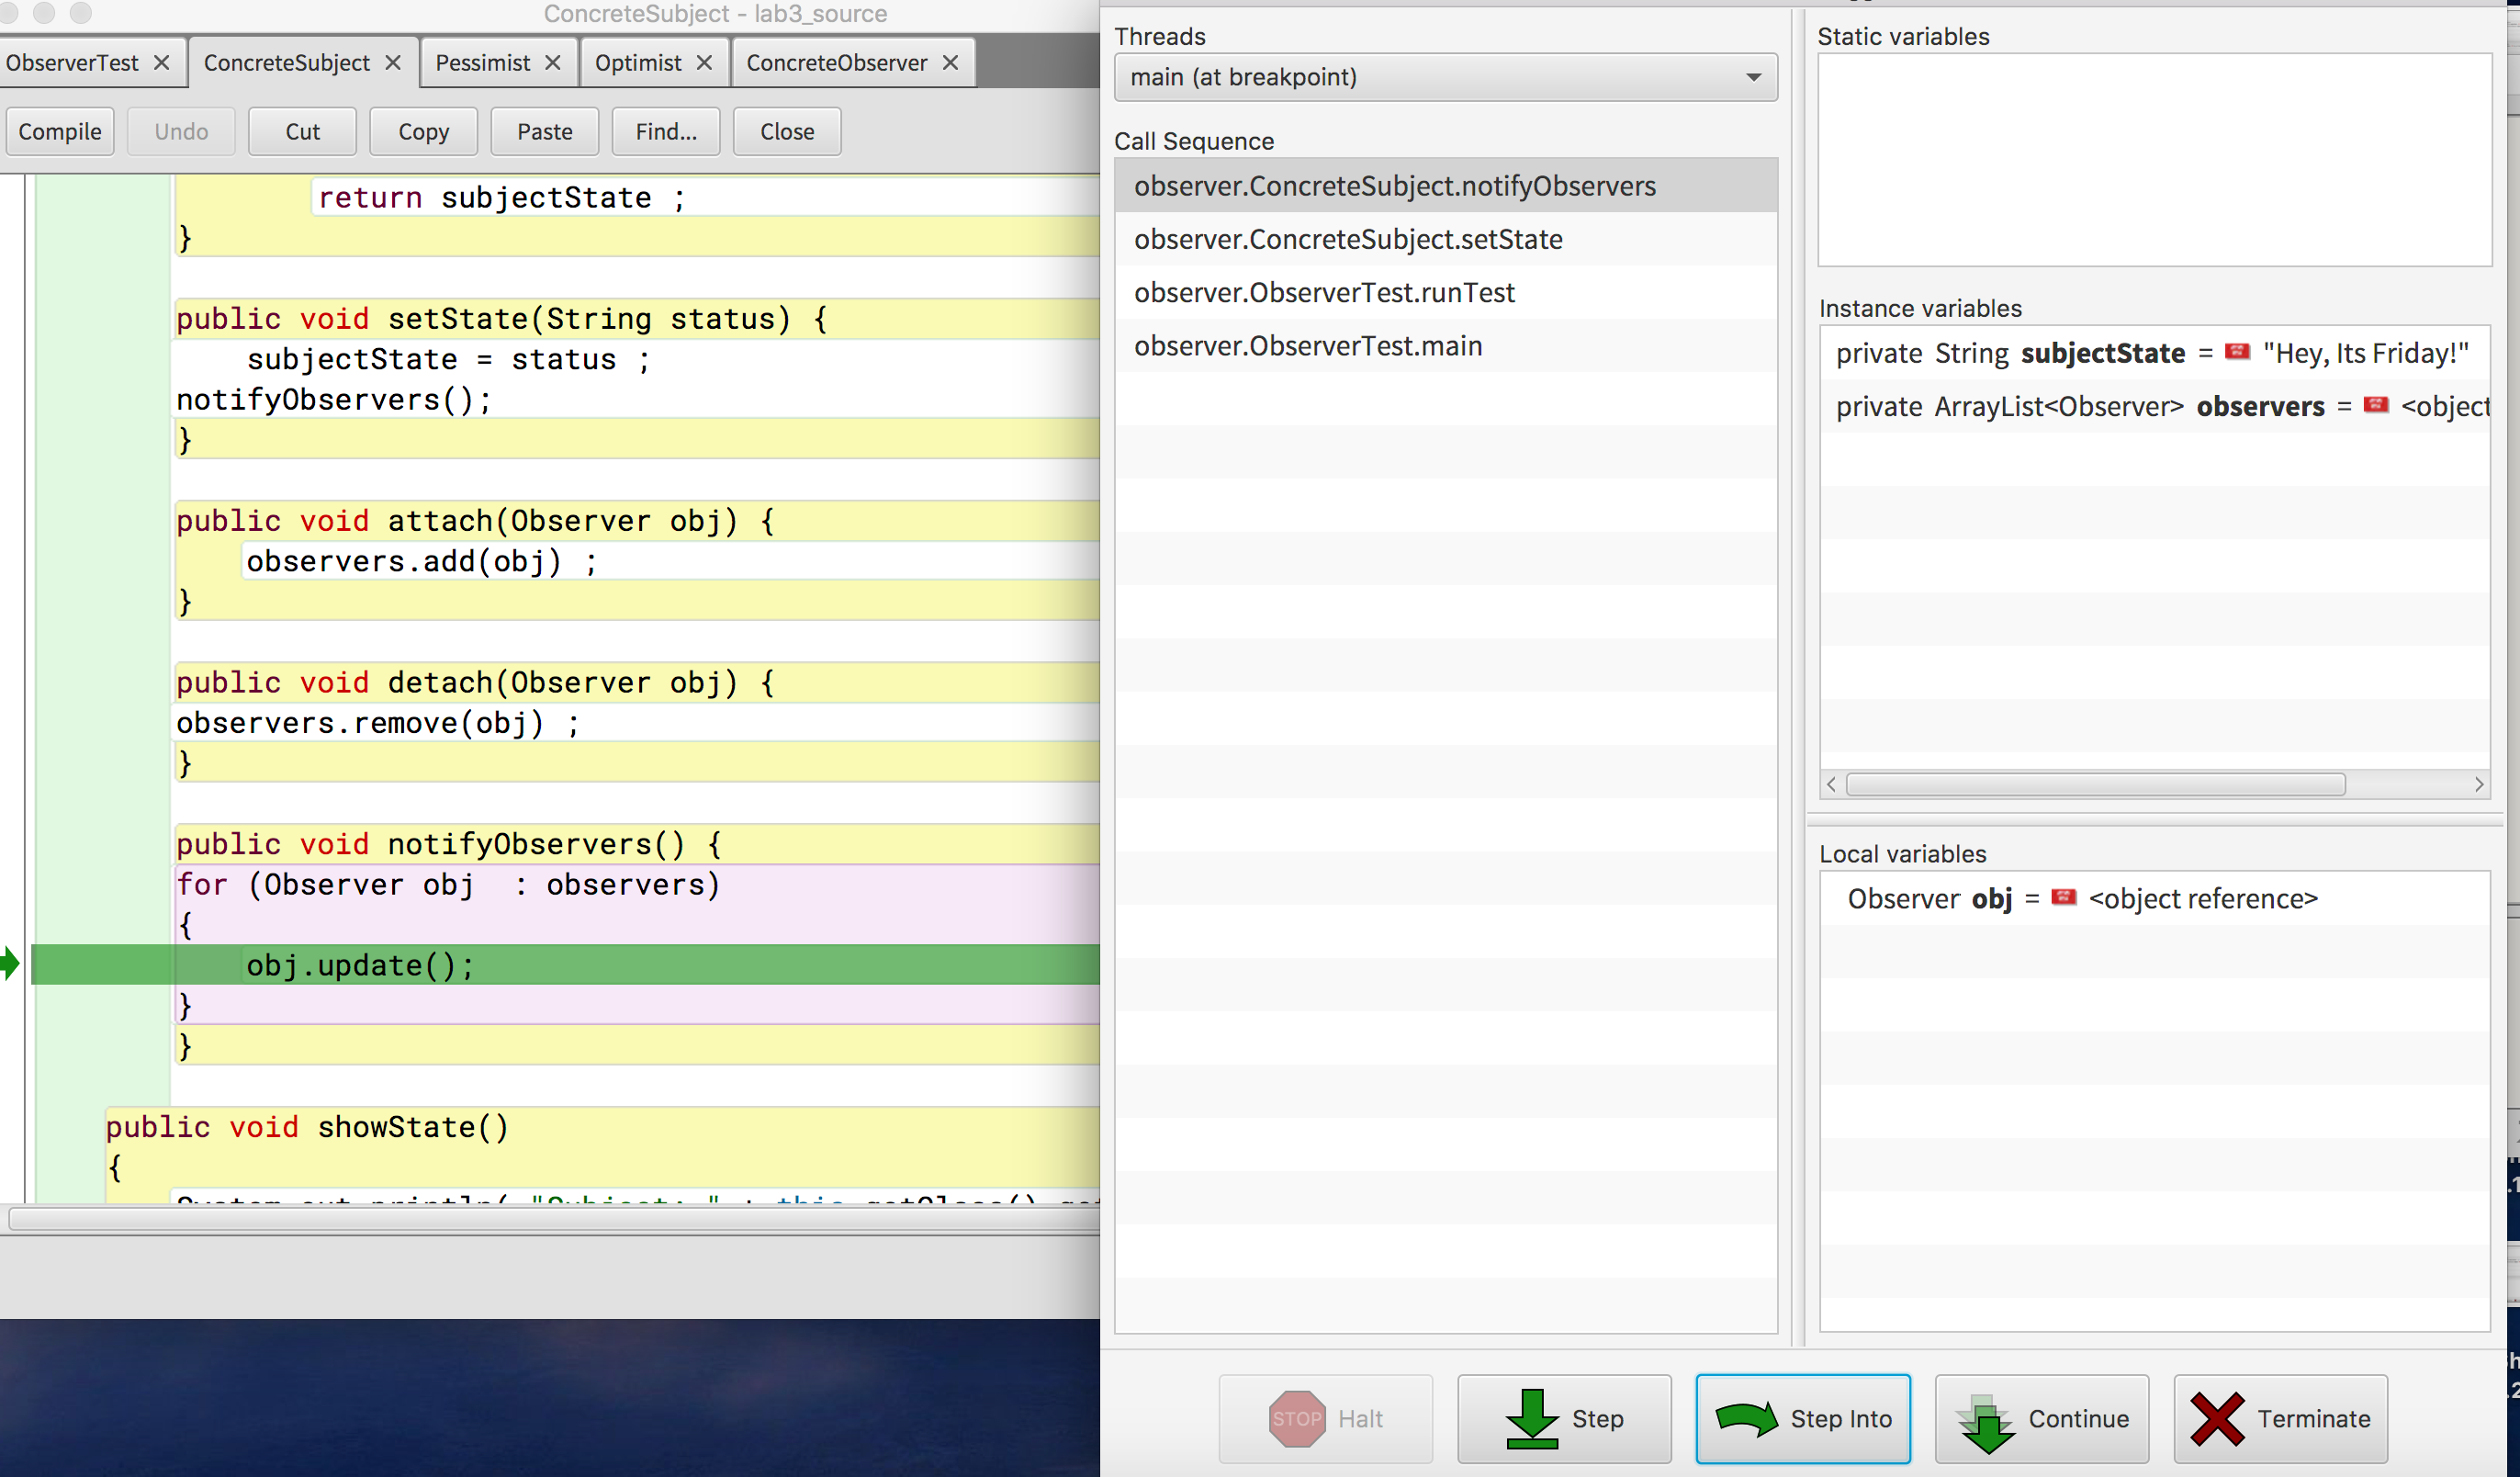 ConcreteSubject - lab3_source
ObserverTest
ConcreteSubject
Pessimist
Optimist
ConcreteObserver
Compile
Undo
Cut
Copy
Paste
Find...
Close
return subjectState ;
}
public void setState(String status) {
subjectState = status ;
notifyObservers();
}
public void attach(Observer obj) {
observers.add(obj) ;
}
public void detach(Observer obj) {
observers.remove(obj) ;
}
public void notifyObservers() {
for (Observer obj  : observers)
{
obj.update();
}
}
public void showState()
{
Threads
main (at breakpoint)
Call Sequence
observer.ConcreteSubject.notifyObservers
observer.ConcreteSubject.setState
observer.ObserverTest.runTest
observer.ObserverTest.main
Static variables
Instance variables
private String subjectState = "Hey, Its Friday!"
private ArrayList<Observer> observers = <object
Local variables
Observer obj = <object reference>
STOP Halt
Step
Step Into
Continue
Terminate